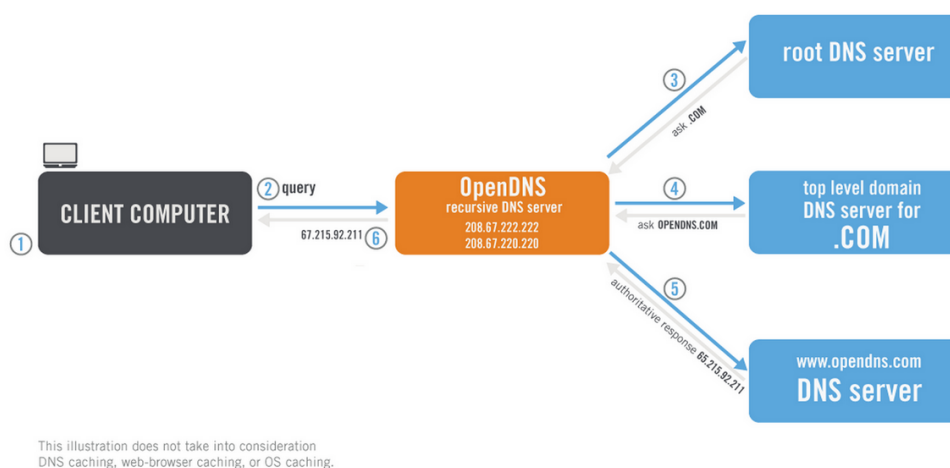 root DNS server
3
ask .COM
2 query
CLIENT COMPUTER
1
67.215.92.211 6
OpenDNS
recursive DNS server
208.67.222.222
208.67.220.220
4
ask OPENDNS.COM
top level domain
DNS server for
.COM
5
authoritative response 65.215.92.211
www.opendns.com
DNS server
This illustration does not take into consideration
DNS caching, web-browser caching, or OS caching.